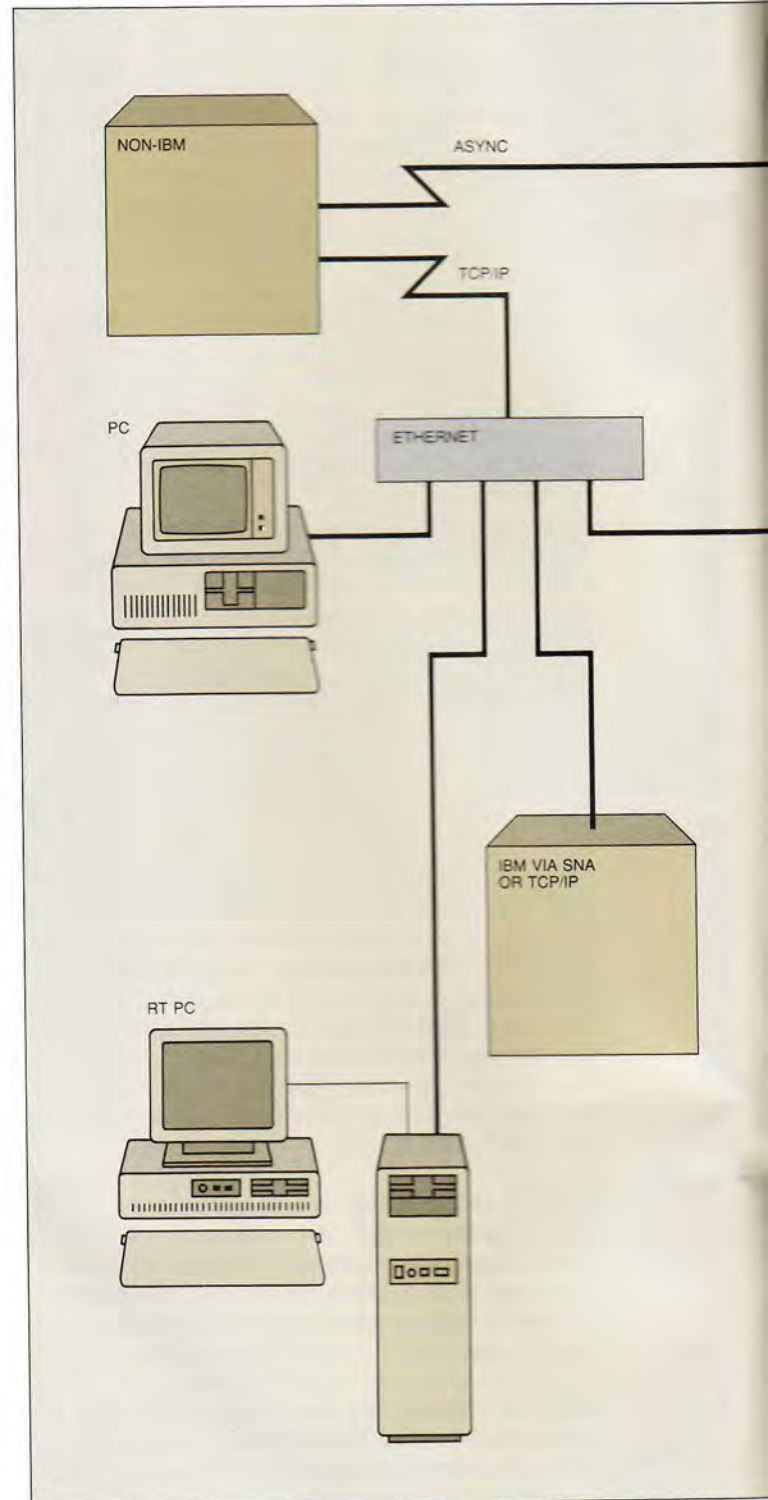 NON-IBM
ASYNC
TCP/IP
PC
ETHERNET
IBM VIA SNA
OR TCP/IP
RT PC